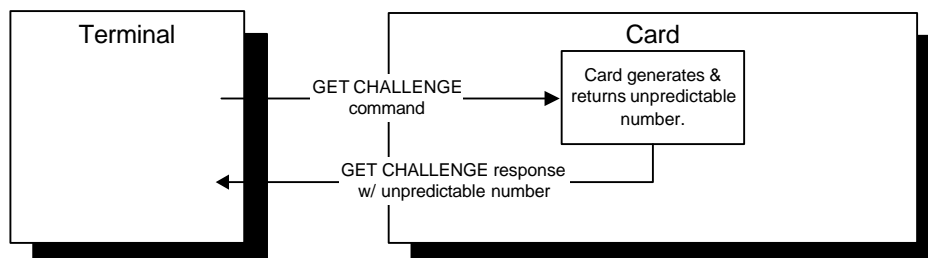 Terminal
Card
Card generates &
returns unpredictable
number.
GET CHALLENGE
command
GET CHALLENGE response
w/ unpredictable number